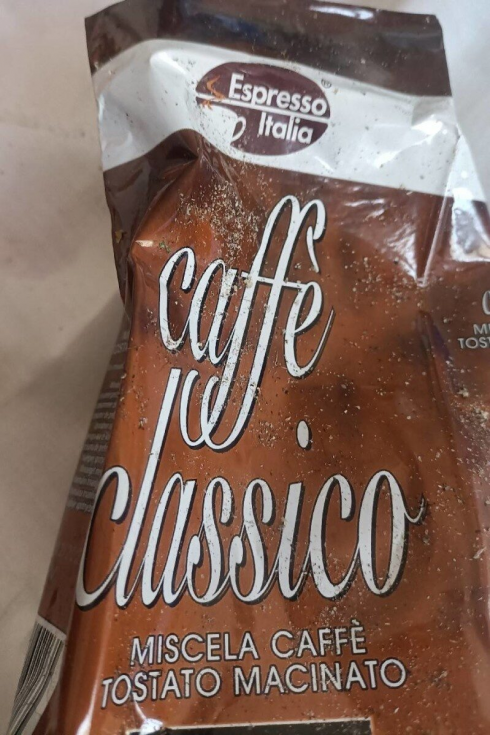 Espresso®
Italia
caffè
classico
MISCELA CAFFÈ
TOSTATO MACINATO